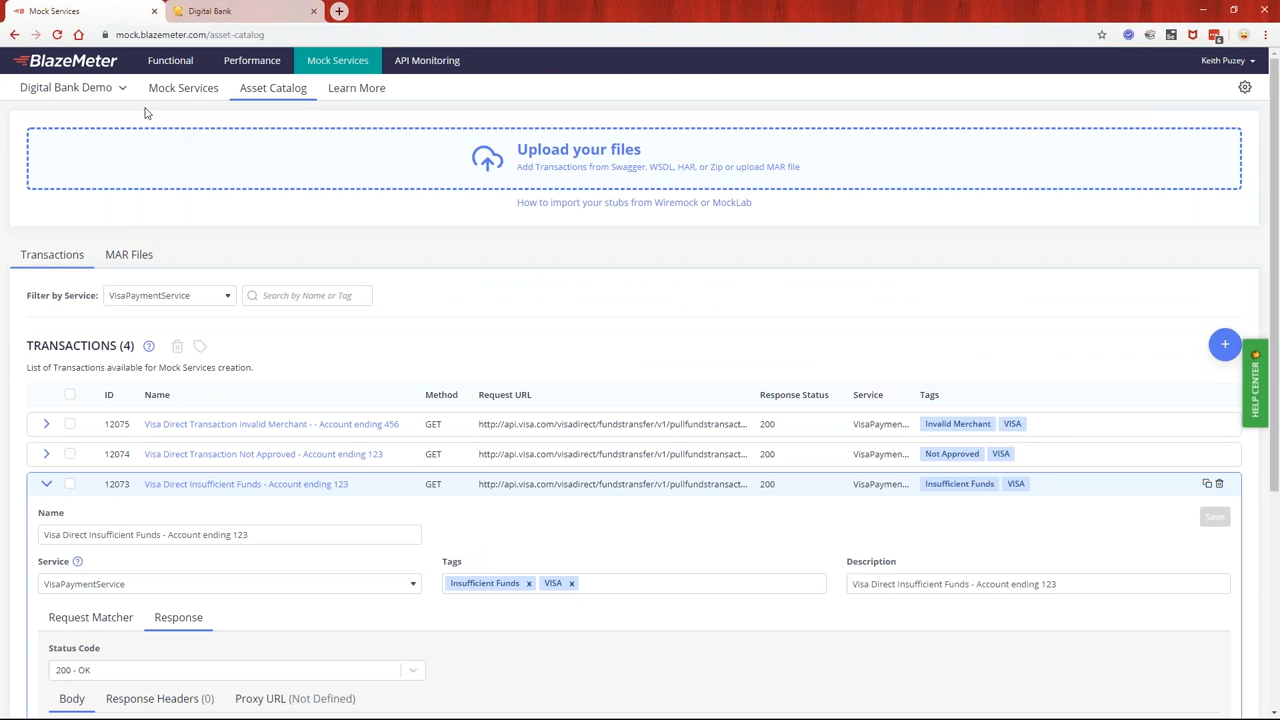 Mock Services
Digital Bank
mock.blazemeter.com/asset-catalog
BlazeMeter
Functional
Performance
Mock Services
API Monitoring
Keith Puzey
Digital Bank Demo
Mock Services
Asset Catalog
Learn More
Upload your files
Add Transactions from Swagger, WSDL, HAR, or Zip or upload MAR file
How to import your stubs from Wiremock or MockLab
Transactions
MAR Files
Filter by Service:
VisaPaymentService
Search by Name or Tag
TRANSACTIONS (4)
List of Transactions available for Mock Services creation.
HELP CENTER
ID Name Method Request URL Response Status Service Tags
12075 Visa Direct Transaction Invalid Merchant - - Account ending 456 GET http://api.visa.com/visadirect/fundstransfer/v1/pullfundstransact... 200 VisaPaymen... Invalid Merchant VISA
12074 Visa Direct Transaction Not Approved - Account ending 123 GET http://api.visa.com/visadirect/fundstransfer/v1/pullfundstransact... 200 VisaPaymen... Not Approved VISA
12073 Visa Direct Insufficient Funds - Account ending 123 GET http://api.visa.com/visadirect/fundstransfer/v1/pullfundstransact... 200 VisaPaymen... Insufficient Funds VISA
Name
Save
Visa Direct Insufficient Funds - Account ending 123
Service
Tags
Description
VisaPaymentService
Insufficient Funds x VISA x
Visa Direct Insufficient Funds - Account ending 123
Request Matcher
Response
Status Code
200 - OK
Body
Response Headers (0)
Proxy URL (Not Defined)